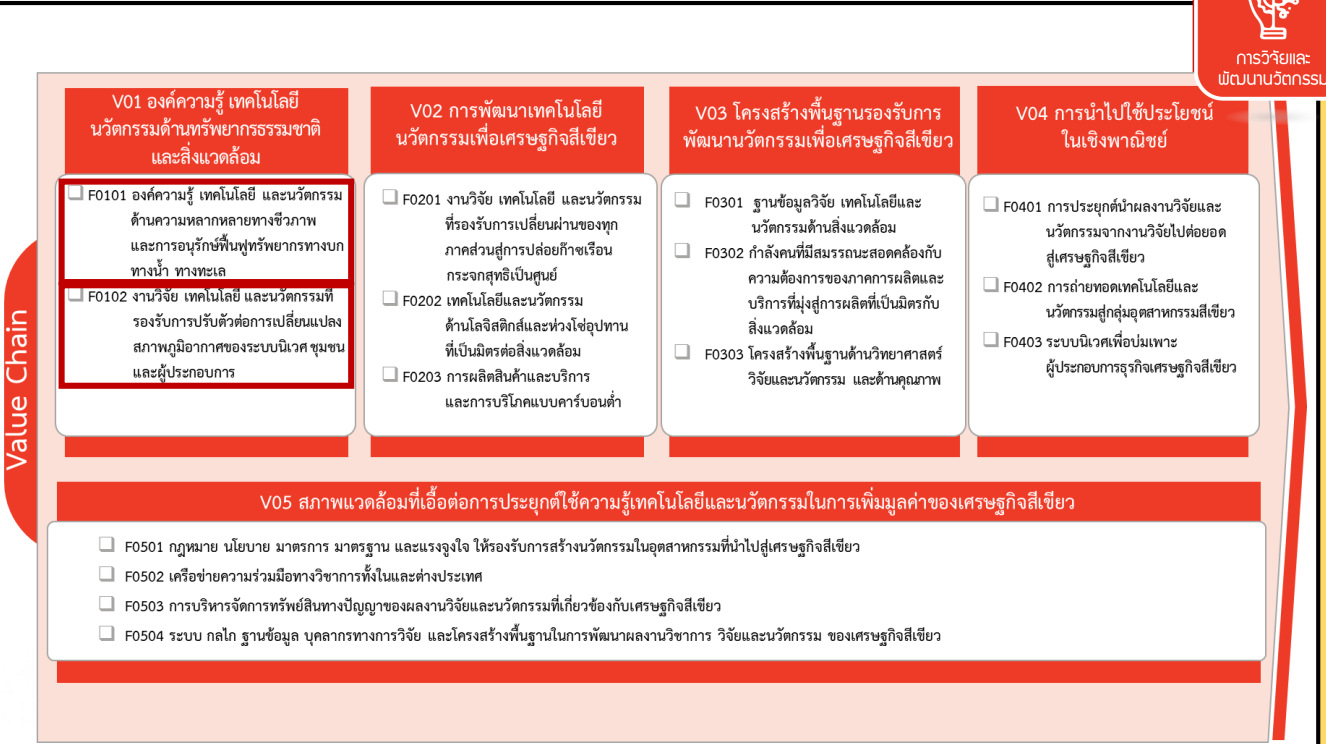 การวิจัยและ
พัฒนานวัตกรรม
Value Chain
V01 องค์ความรู้ เทคโนโลยี
นวัตกรรมด้านทรัพยากรธรรมชาติ
และสิ่งแวดล้อม
F0101 องค์ความรู้ เทคโนโลยี และนวัตกรรม
ด้านความหลากหลายทางชีวภาพ
และการอนุรักษ์ฟื้นฟูทรัพยากรทางบก
ทางน้ำ ทางทะเล
F0102 งานวิจัย เทคโนโลยี และนวัตกรรมที่
รองรับการปรับตัวต่อการเปลี่ยนแปลง
สภาพภูมิอากาศของระบบนิเวศ ชุมชน
และผู้ประกอบการ
V02 การพัฒนาเทคโนโลยี
นวัตกรรมเพื่อเศรษฐกิจสีเขียว
F0201 งานวิจัย เทคโนโลยี และนวัตกรรม
ที่รองรับการเปลี่ยนผ่านของทุก
ภาคส่วนสู่การปล่อยก๊าซเรือน
กระจกสุทธิเป็นศูนย์
F0202 เทคโนโลยีและนวัตกรรม
ด้านโลจิสติกส์และห่วงโซ่อุปทาน
ที่เป็นมิตรต่อสิ่งแวดล้อม
F0203 การผลิตสินค้าและบริการ
และการบริโภคแบบคาร์บอนต่ำ
V03 โครงสร้างพื้นฐานรองรับการ
พัฒนานวัตกรรมเพื่อเศรษฐกิจสีเขียว
F0301 ฐานข้อมูลวิจัย เทคโนโลยีและ
นวัตกรรมด้านสิ่งแวดล้อม
F0302 กำลังคนที่มีสมรรถนะสอดคล้องกับ
ความต้องการของภาคการผลิตและ
บริการที่มุ่งสู่การผลิตที่เป็นมิตรกับ
สิ่งแวดล้อม
F0303 โครงสร้างพื้นฐานด้านวิทยาศาสตร์
วิจัยและนวัตกรรม และด้านคุณภาพ
V04 การนำไปใช้ประโยชน์
ในเชิงพาณิชย์
F0401 การประยุกต์นำผลงานวิจัยและ
นวัตกรรมจากงานวิจัยไปต่อยอด
สู่เศรษฐกิจสีเขียว
F0402 การถ่ายทอดเทคโนโลยีและ
นวัตกรรมสู่กลุ่มอุตสาหกรรมสีเขียว
F0403 ระบบนิเวศเพื่อบ่มเพาะ
ผู้ประกอบการธุรกิจเศรษฐกิจสีเขียว
V05 สภาพแวดล้อมที่เอื้อต่อการประยุกต์ใช้ความรู้เทคโนโลยีและนวัตกรรมในการเพิ่มมูลค่าของเศรษฐกิจสีเขียว
F0501 กฎหมาย นโยบาย มาตรการ มาตรฐาน และแรงจูงใจ ให้รองรับการสร้างนวัตกรรมในอุตสาหกรรมที่นำไปสู่เศรษฐกิจสีเขียว
F0502 เครือข่ายความร่วมมือทางวิชาการทั้งในและต่างประเทศ
F0503 การบริหารจัดการทรัพย์สินทางปัญญาของผลงานวิจัยและนวัตกรรมที่เกี่ยวข้องกับเศรษฐกิจสีเขียว
F0504 ระบบ กลไก ฐานข้อมูล บุคลากรทางการวิจัย และโครงสร้างพื้นฐานในการพัฒนาผลงานวิชาการ วิจัยและนวัตกรรม ของเศรษฐกิจสีเขียว